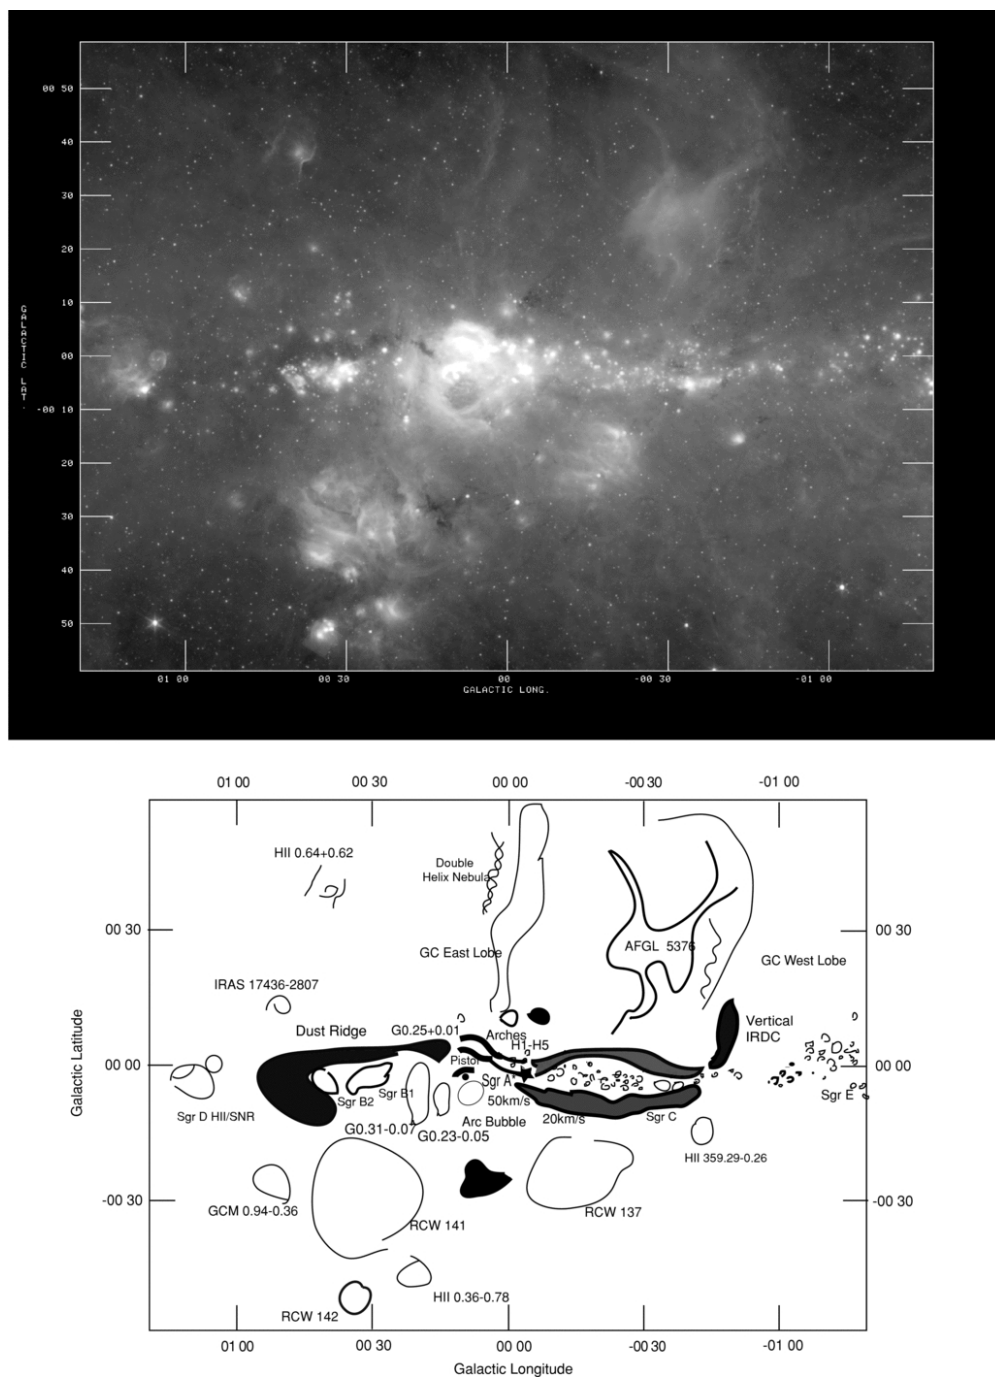 00 50
40
30
20
10
00
-00 10
20
30
40
50
GALACTIC LAT.
01 00
00 30
00
-00 30
-01 00
GALACTIC LONG.
01 00
00 30
00 00
-00 30
-01 00
HII 0.64+0.62
Double
Helix Nebula
00 30
00 30
AFGL 5376
GC East Lobe
GC West Lobe
IRAS 17436-2807
Dust Ridge
G0.25+0.01
Arches
H1-H5
Vertical
IRDC
00 00
00 00
Pistol
Sgr A*
Sgr B2
Sgr B1
50km/s
Sgr E
Sgr D HII/SNR
Arc Bubble
20km/s
Sgr C
G0.31-0.07
G0.23-0.05
HII 359.29-0.26
-00 30
-00 30
GCM 0.94-0.36
RCW 141
RCW 137
HII 0.36-0.78
RCW 142
Galactic Latitude
01 00
00 30
00 00
-00 30
-01 00
Galactic Longitude